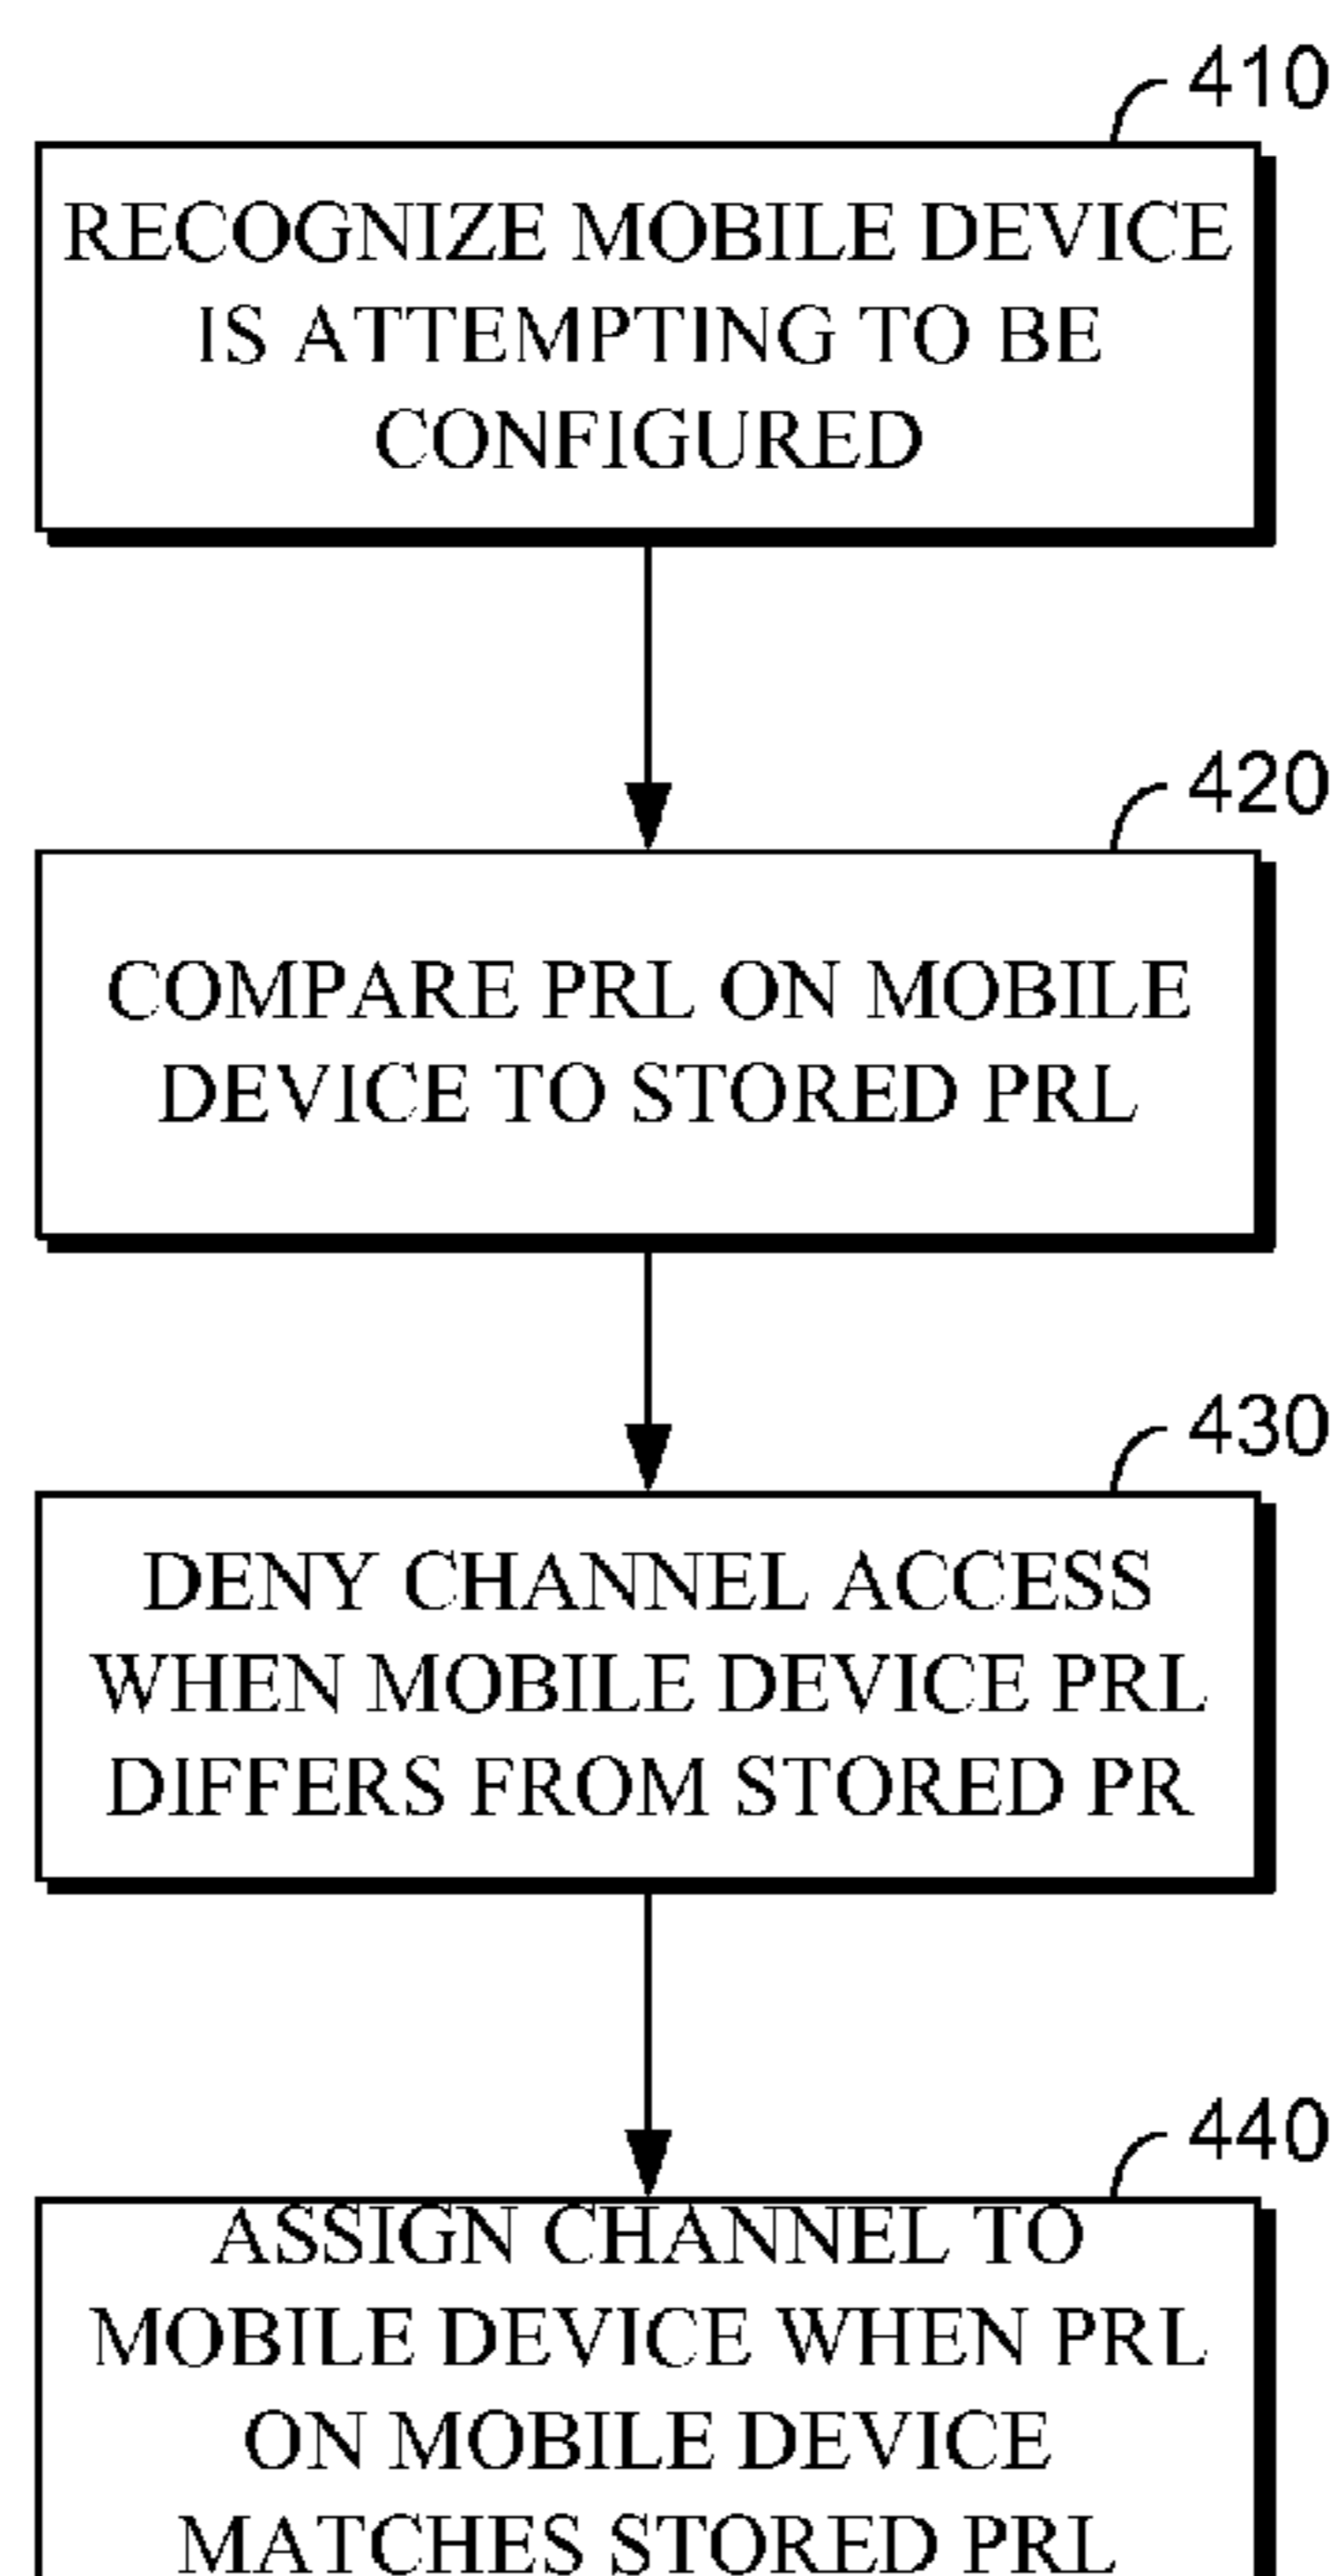 410
RECOGNIZE MOBILE DEVICE
IS ATTEMPTING TO BE
CONFIGURED
420
COMPARE PRL ON MOBILE
DEVICE TO STORED PRL
430
DENY CHANNEL ACCESS
WHEN MOBILE DEVICE PRL
DIFFERS FROM STORED PR
440
ASSIGN CHANNEL TO
MOBILE DEVICE WHEN PRL
ON MOBILE DEVICE
MATCHES STORED PRL